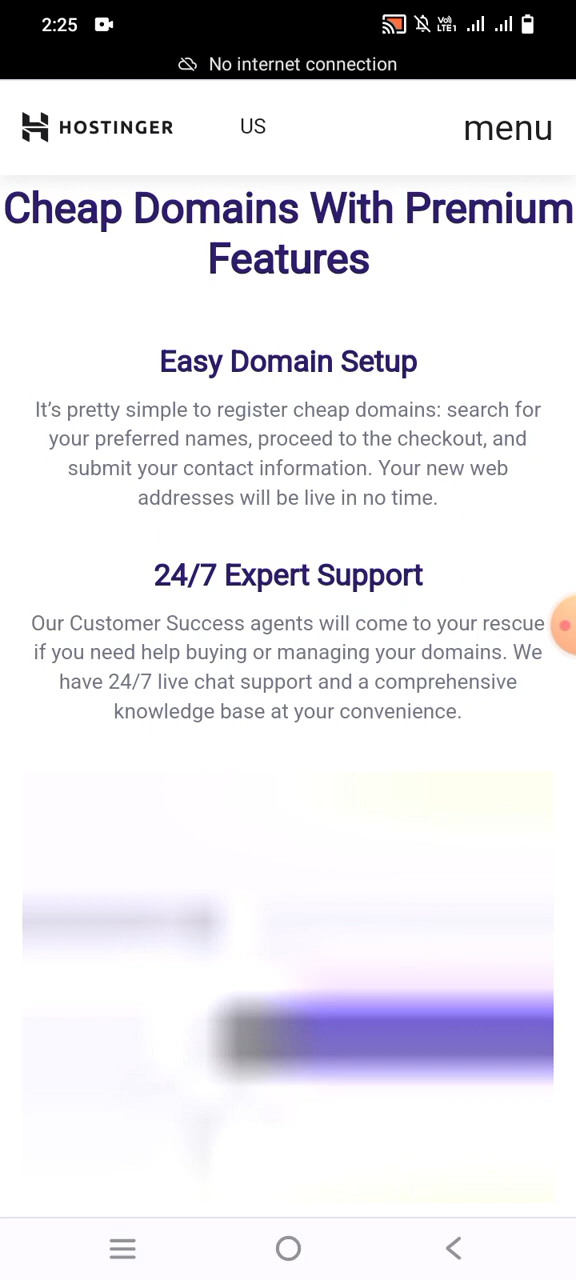 2:25
Vo)) LTE1
No internet connection
HOSTINGER
US
menu
Cheap Domains With Premium
Features
Easy Domain Setup
It’s pretty simple to register cheap domains: search for
your preferred names, proceed to the checkout, and
submit your contact information. Your new web
addresses will be live in no time.
24/7 Expert Support
Our Customer Success agents will come to your rescue
if you need help buying or managing your domains. We
have 24/7 live chat support and a comprehensive
knowledge base at your convenience.